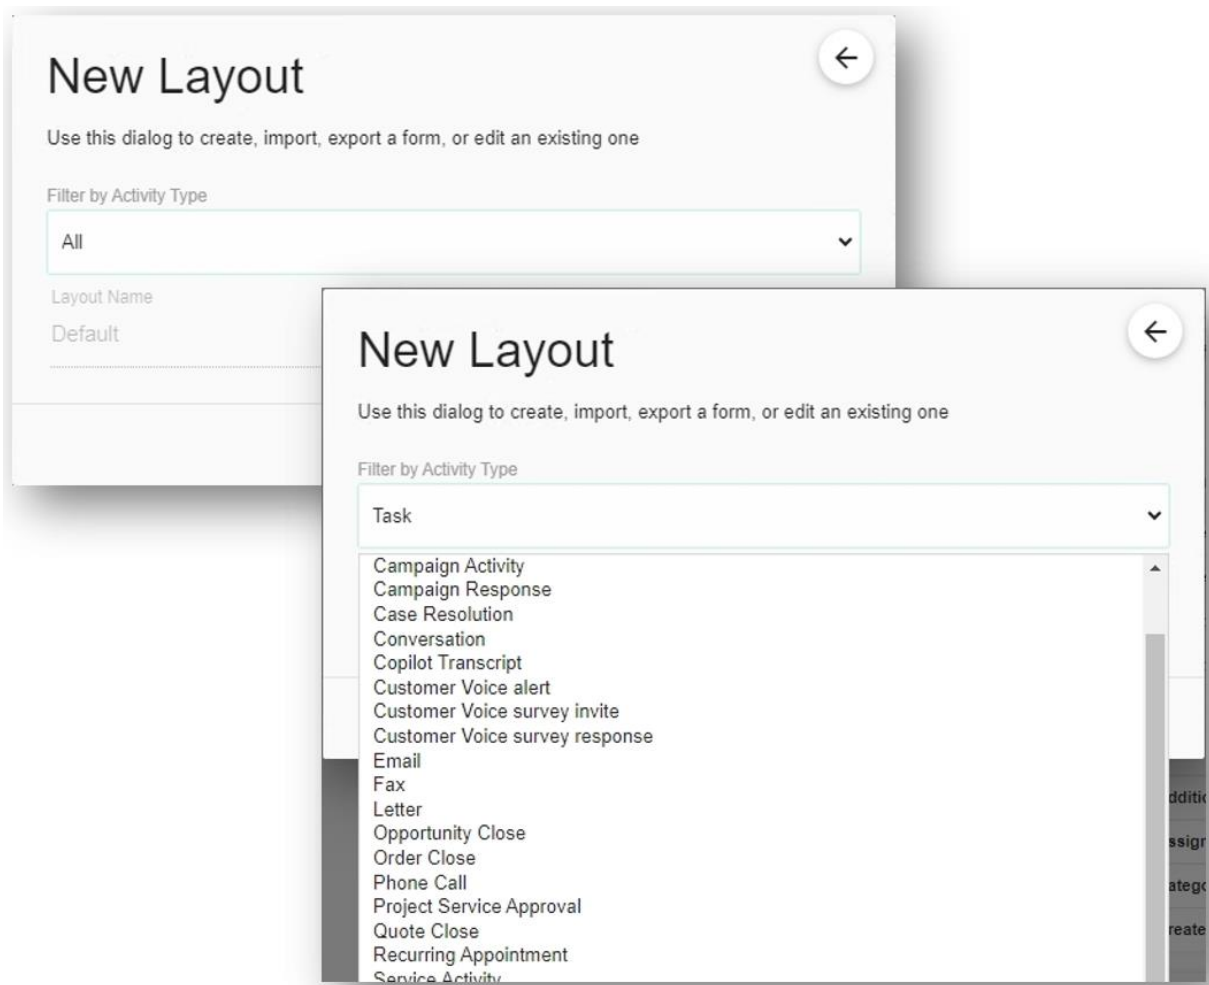 New Layout
Use this dialog to create, import, export a form, or edit an existing one
Filter by Activity Type
All
Layout Name
Default
New Layout
Use this dialog to create, import, export a form, or edit an existing one
Filter by Activity Type
Task
Campaign Activity
Campaign Response
Case Resolution
Conversation
Copilot Transcript
Customer Voice alert
Customer Voice survey invite
Customer Voice survey response
Email
Fax
Letter
Opportunity Close
Order Close
Phone Call
Project Service Approval
Quote Close
Recurring Appointment
Service Activity